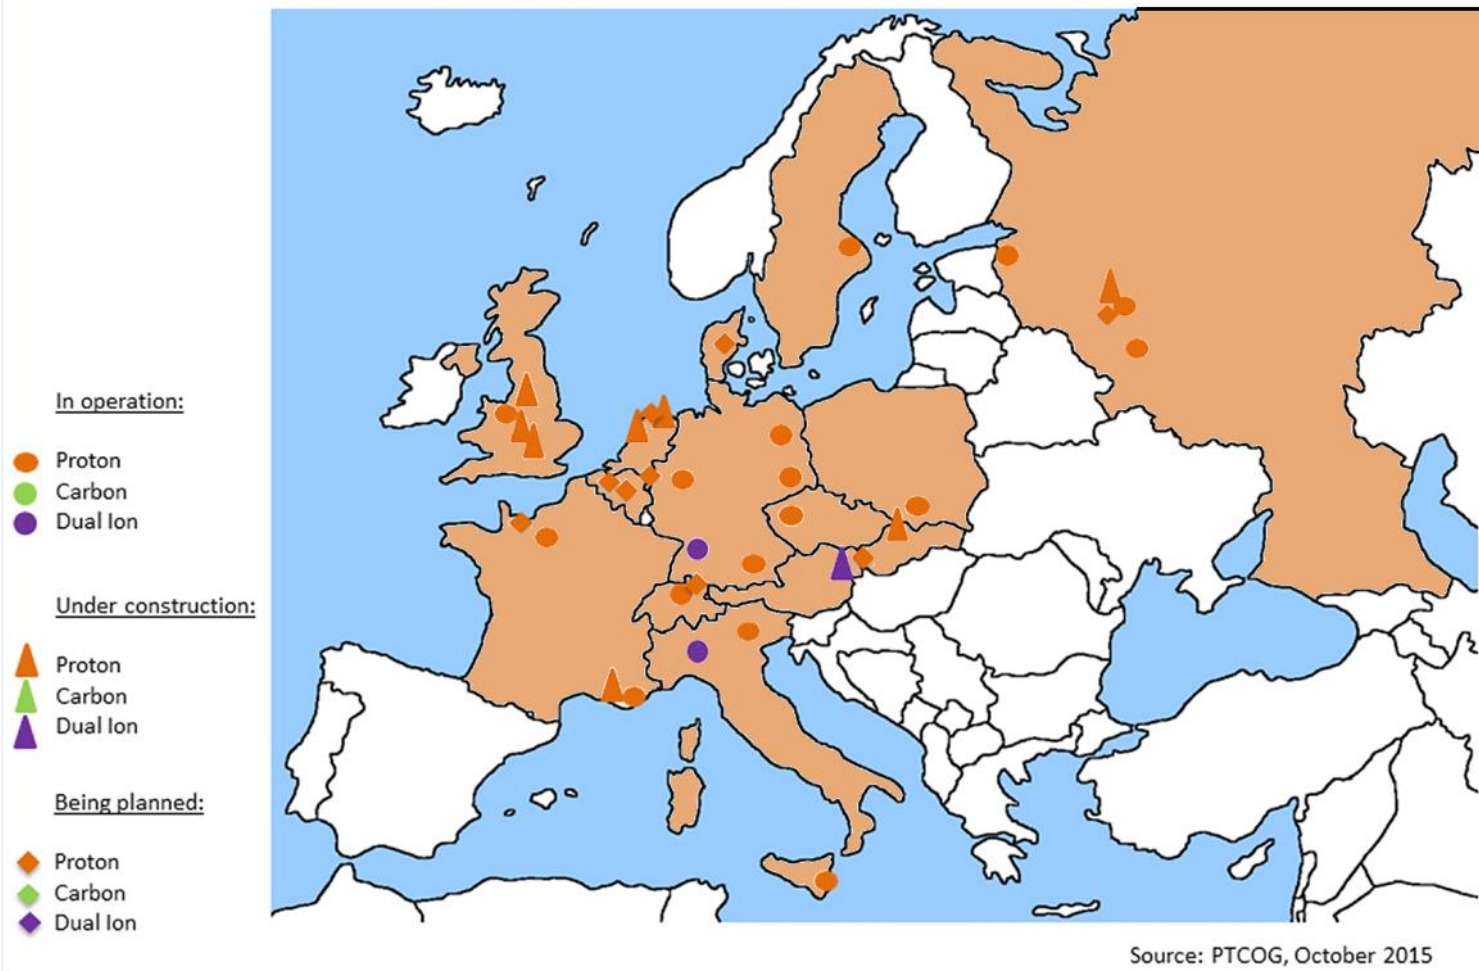 In operation:
Proton
Carbon
Dual Ion
Under construction:
Proton
Carbon
Dual Ion
Being planned:
Proton
Carbon
Dual Ion
Source: PTCOG, October 2015